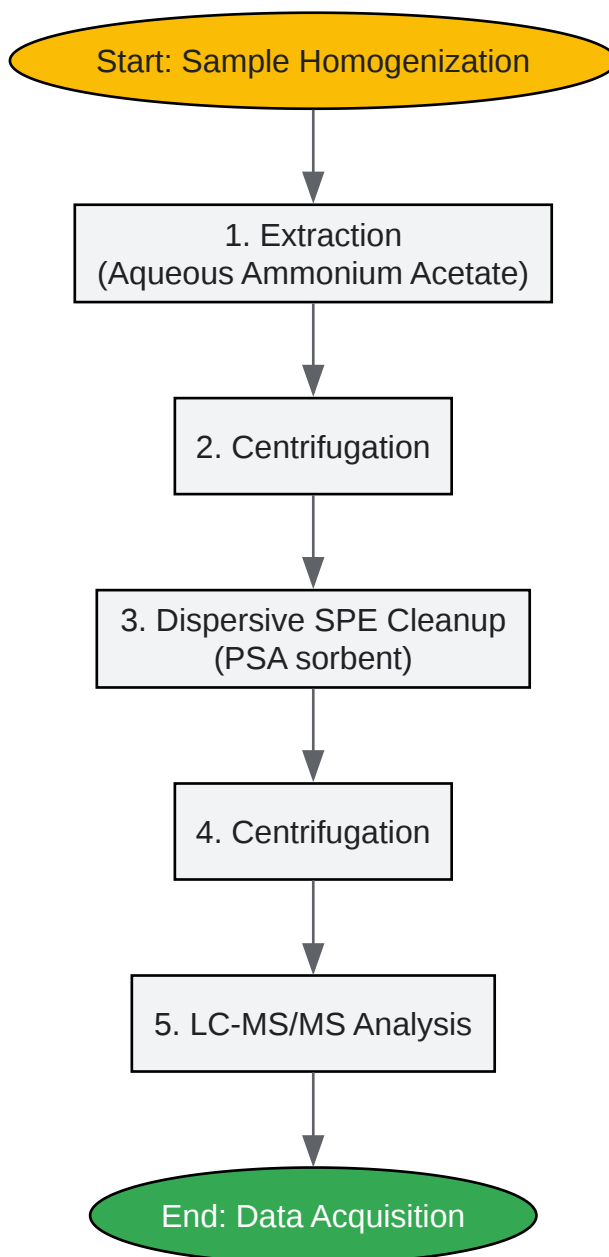 Start: Sample Homogenization
1. Extraction
(Aqueous Ammonium Acetate)
2. Centrifugation
3. Dispersive SPE Cleanup
(PSA sorbent)
4. Centrifugation
5. LC-MS/MS Analysis
End: Data Acquisition